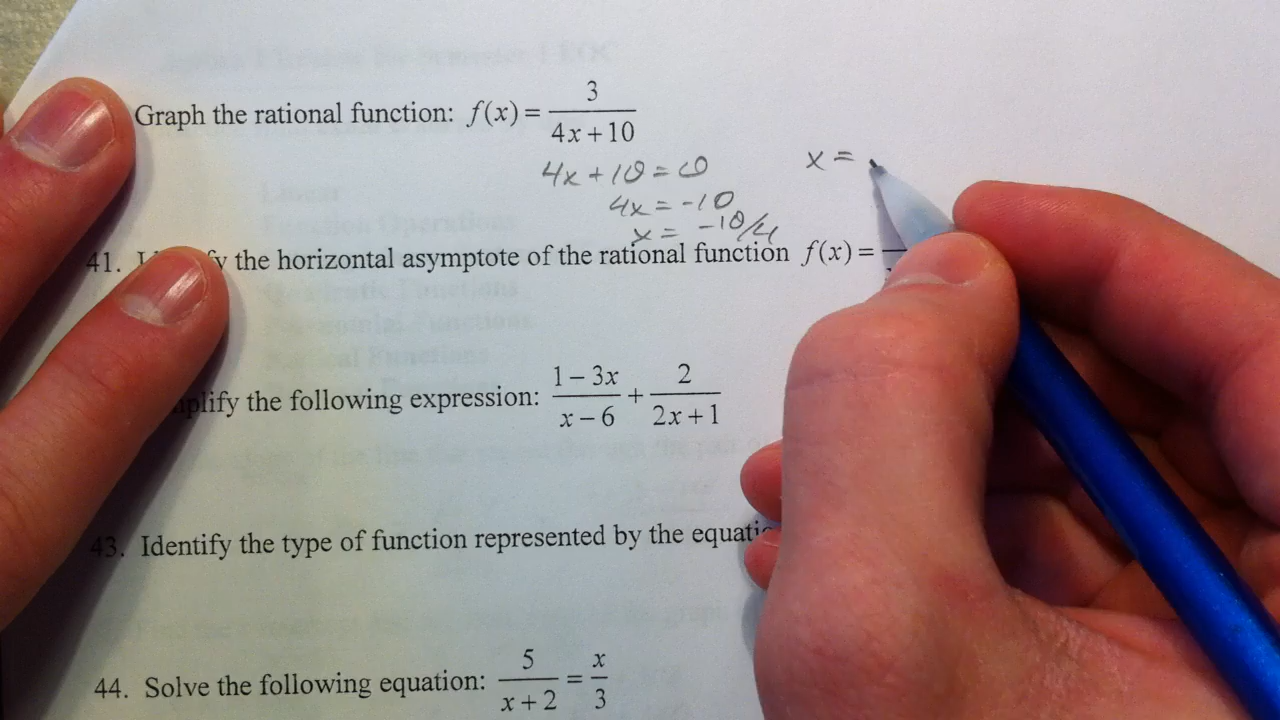 Graph the rational function: f(x) = 3 / (4x + 10)
4x + 10 = 0
x =
4x = -10
x = -10/4
41. the horizontal asymptote of the rational function f(x) =
the following expression: (1 - 3x) / (x - 6) + 2 / (2x + 1)
43. Identify the type of function represented by the
44. Solve the following equation: 5 / (x + 2) = x / 3